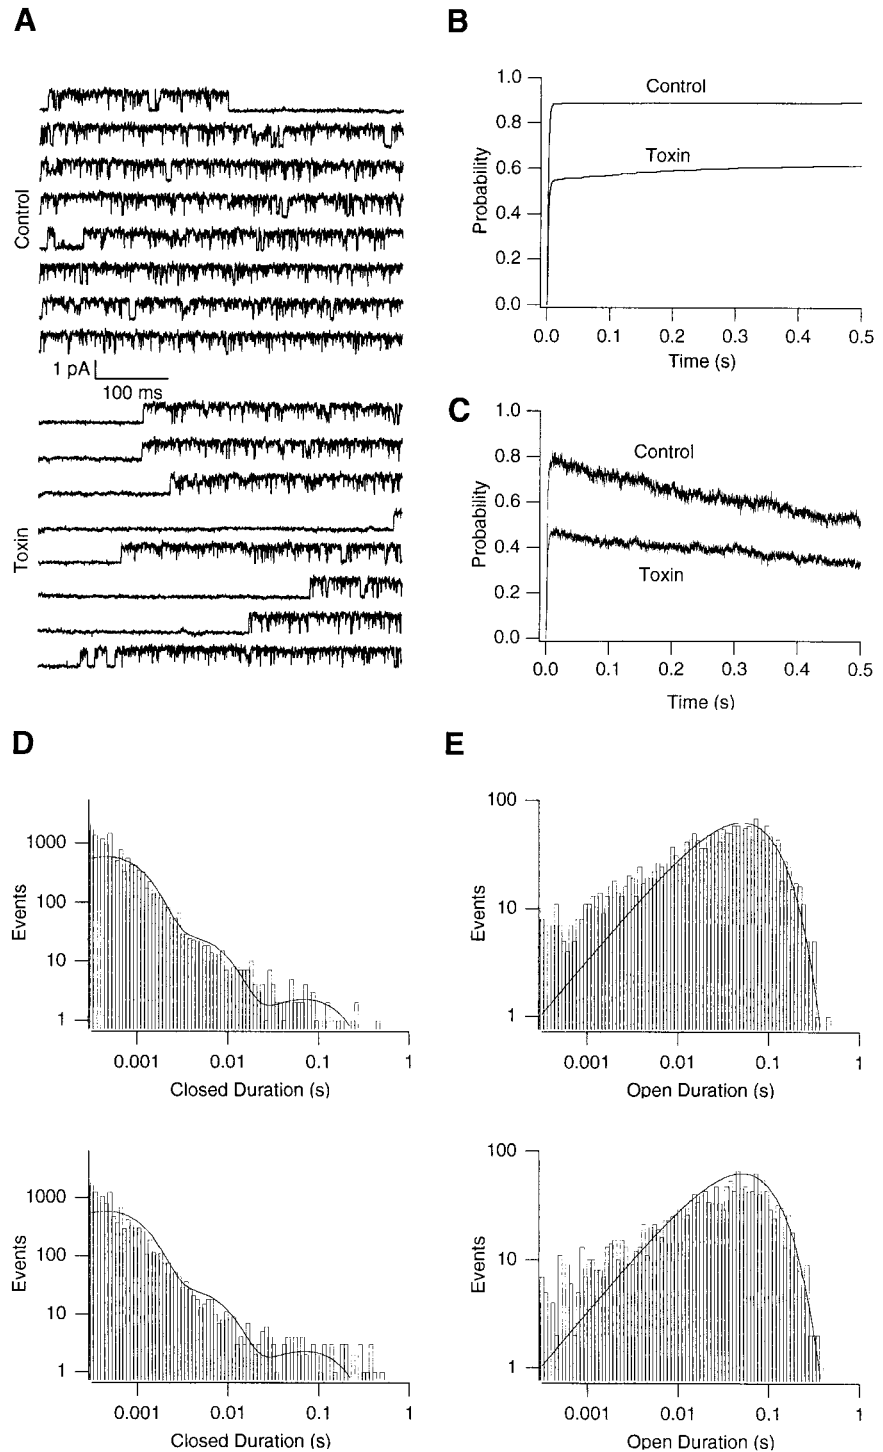 A
Control
1 pA
100 ms
Toxin
B
Probability
1.0
0.8
0.6
0.4
0.2
0.0
Control
Toxin
0.0 0.1 0.2 0.3 0.4 0.5
Time (s)
C
Probability
1.0
0.8
0.6
0.4
0.2
0.0
Control
Toxin
0.0 0.1 0.2 0.3 0.4 0.5
Time (s)
D
Events
1000
100
10
1
0.001 0.01 0.1 1
Closed Duration (s)
Events
1000
100
10
1
0.001 0.01 0.1 1
Closed Duration (s)
E
Events
100
10
1
0.001 0.01 0.1 1
Open Duration (s)
Events
100
10
1
0.001 0.01 0.1 1
Open Duration (s)